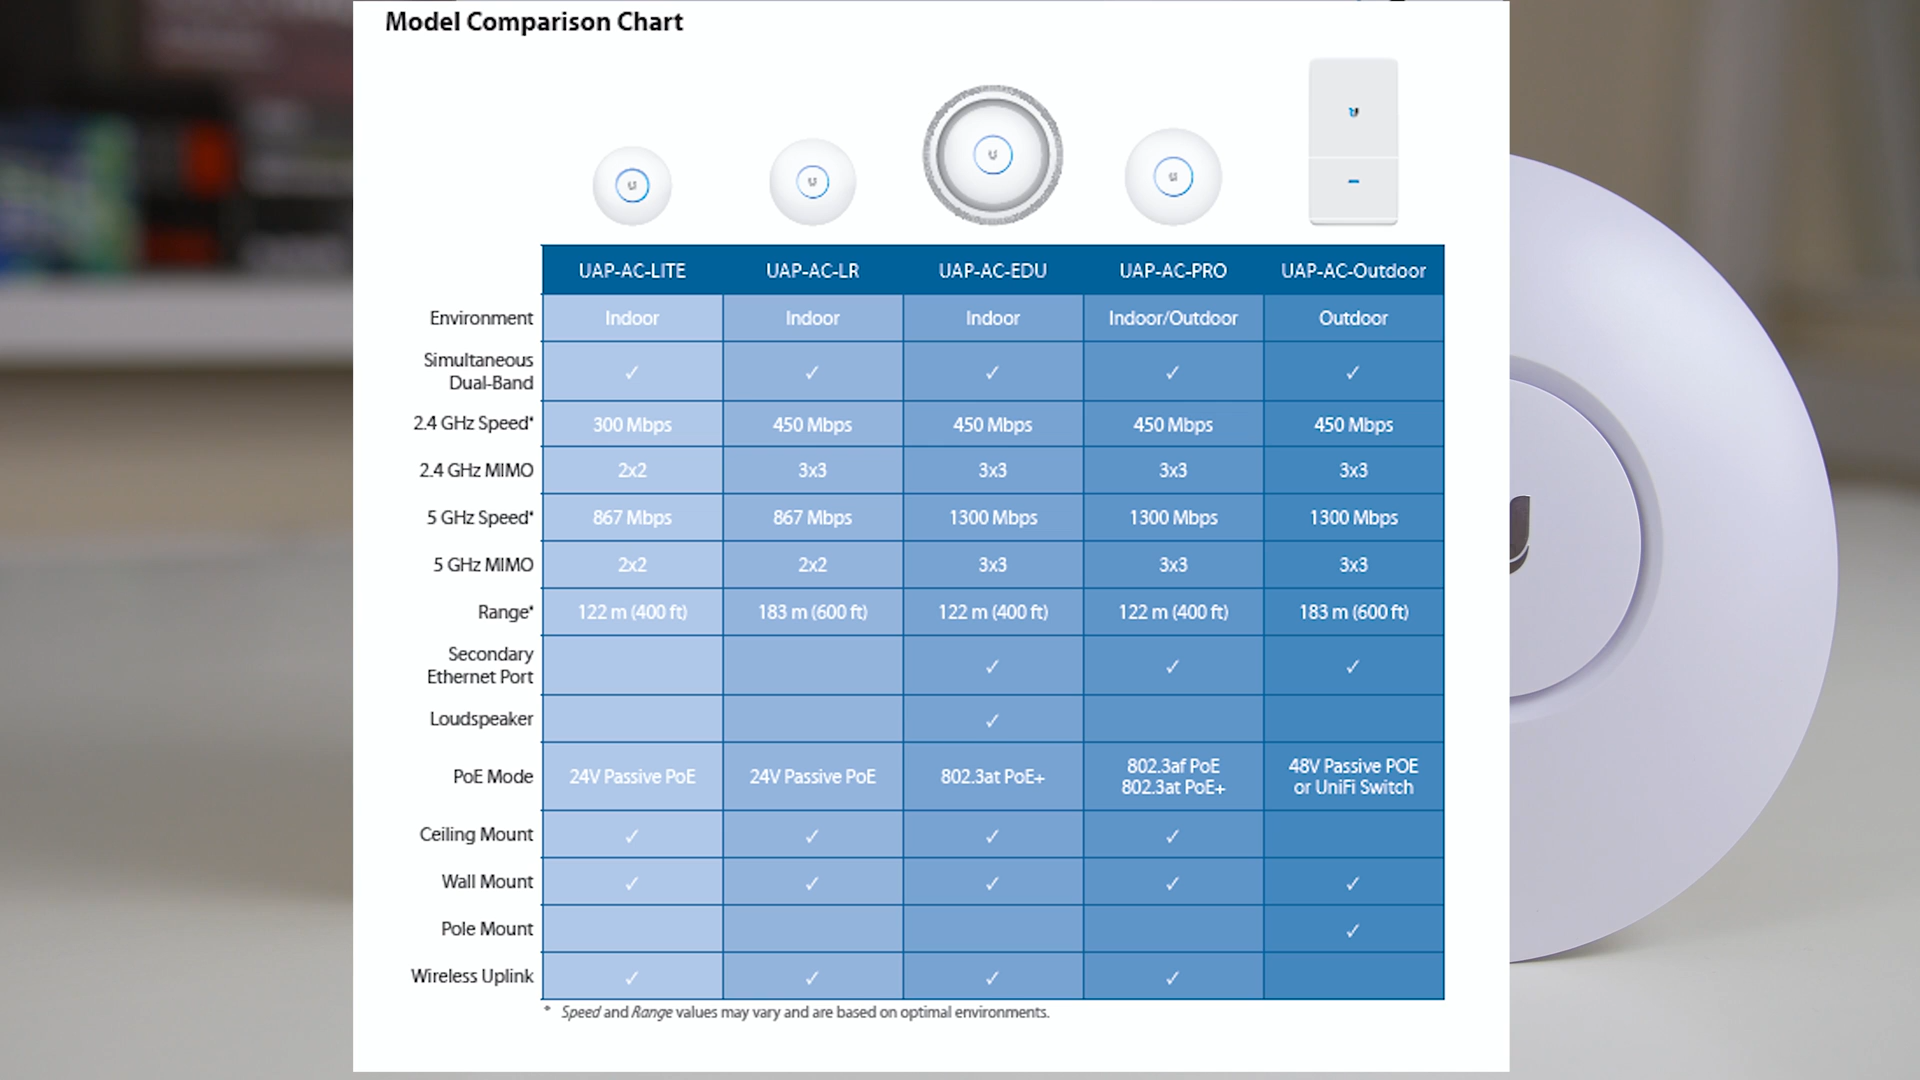 Model Comparison Chart
UAP-AC-LITE UAP-AC-LR UAP-AC-EDU UAP-AC-PRO UAP-AC-Outdoor
Environment Indoor Indoor Indoor Indoor/Outdoor Outdoor
Simultaneous
Dual-Band ✓ ✓ ✓ ✓ ✓
2.4 GHz Speed* 300 Mbps 450 Mbps 450 Mbps 450 Mbps 450 Mbps
2.4 GHz MIMO 2x2 3x3 3x3 3x3 3x3
5 GHz Speed* 867 Mbps 867 Mbps 1300 Mbps 1300 Mbps 1300 Mbps
5 GHz MIMO 2x2 2x2 3x3 3x3 3x3
Range* 122 m (400 ft) 183 m (600 ft) 122 m (400 ft) 122 m (400 ft) 183 m (600 ft)
Secondary
Ethernet Port ✓ ✓ ✓
Loudspeaker ✓
PoE Mode 24V Passive PoE 24V Passive PoE 802.3at PoE+ 802.3af PoE 48V Passive POE
802.3at PoE+ or UniFi Switch
Ceiling Mount ✓ ✓ ✓ ✓
Wall Mount ✓ ✓ ✓ ✓ ✓
Pole Mount ✓
Wireless Uplink ✓ ✓ ✓ ✓
* Speed and Range values may vary and are based on optimal environments.